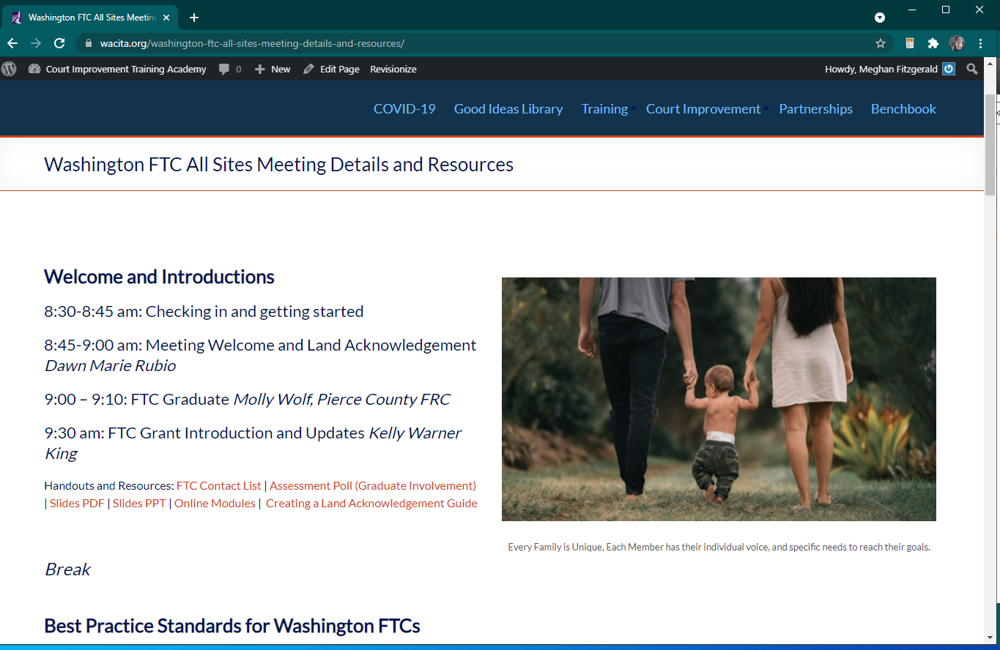 Washington FTC All Sites Meetin
wacita.org/washington-ftc-all-sites-meeting-details-and-resources/
Court Improvement Training Academy 0 New Edit Page Revisionize Howdy, Meghan Fitzgerald
COVID-19 Good Ideas Library Training Court Improvement Partnerships Benchbook
Washington FTC All Sites Meeting Details and Resources
Welcome and Introductions
8:30-8:45 am: Checking in and getting started
8:45-9:00 am: Meeting Welcome and Land Acknowledgement
Dawn Marie Rubio
9:00 – 9:10: FTC Graduate Molly Wolf, Pierce County FRC
9:30 am: FTC Grant Introduction and Updates Kelly Warner
King
Handouts and Resources: FTC Contact List | Assessment Poll (Graduate Involvement)
| Slides PDF | Slides PPT | Online Modules | Creating a Land Acknowledgement Guide
Every Family is Unique, Each Member has their individual voice, and specific needs to reach their goals.
Break
Best Practice Standards for Washington FTCs